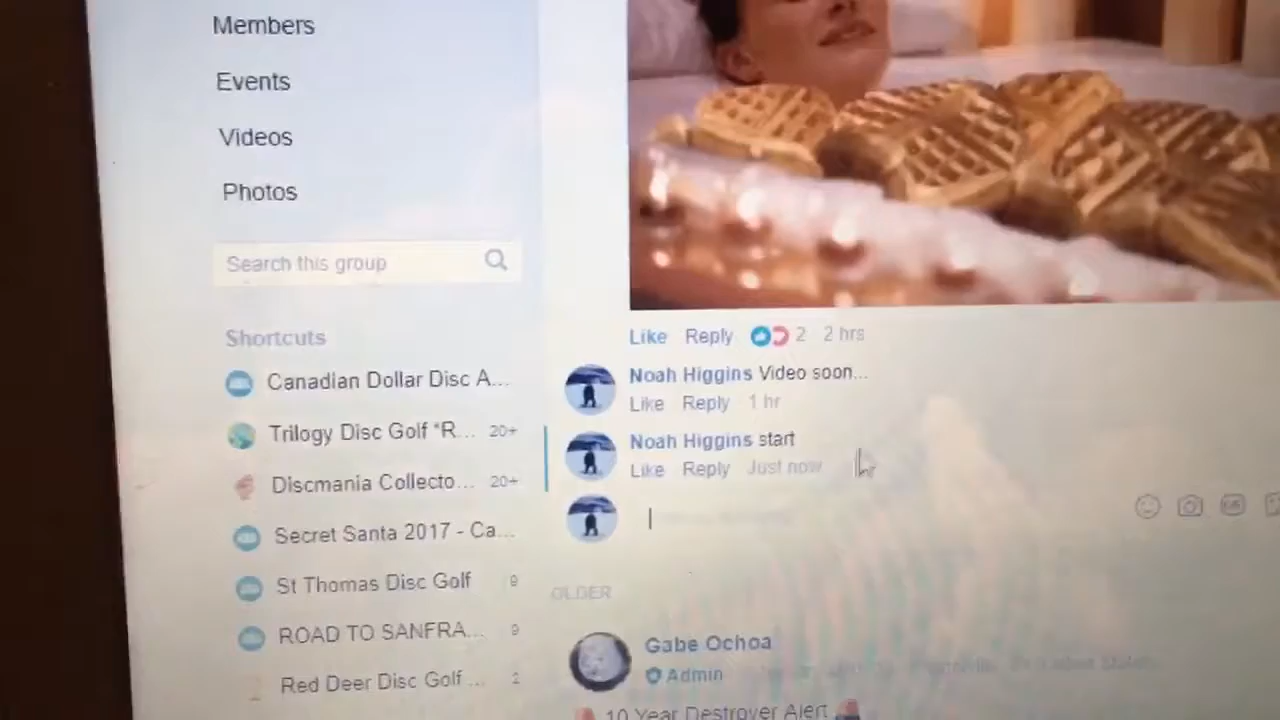 Members
Events
Videos
Photos
Search this group
Shortcuts
Canadian Dollar Disc A...
Trilogy Disc Golf *R... 20+
Discmania Collecto... 20+
Secret Santa 2017 - Ca...
St Thomas Disc Golf 9
ROAD TO SANFRA... 9
Red Deer Disc Golf ... 2
Like Reply 2 2 hrs
Noah Higgins Video soon...
Like Reply 1 hr
Noah Higgins start
Like Reply Just now
GIF
OLDER
Gabe Ochoa
Admin
10 Year Destroyer Alert